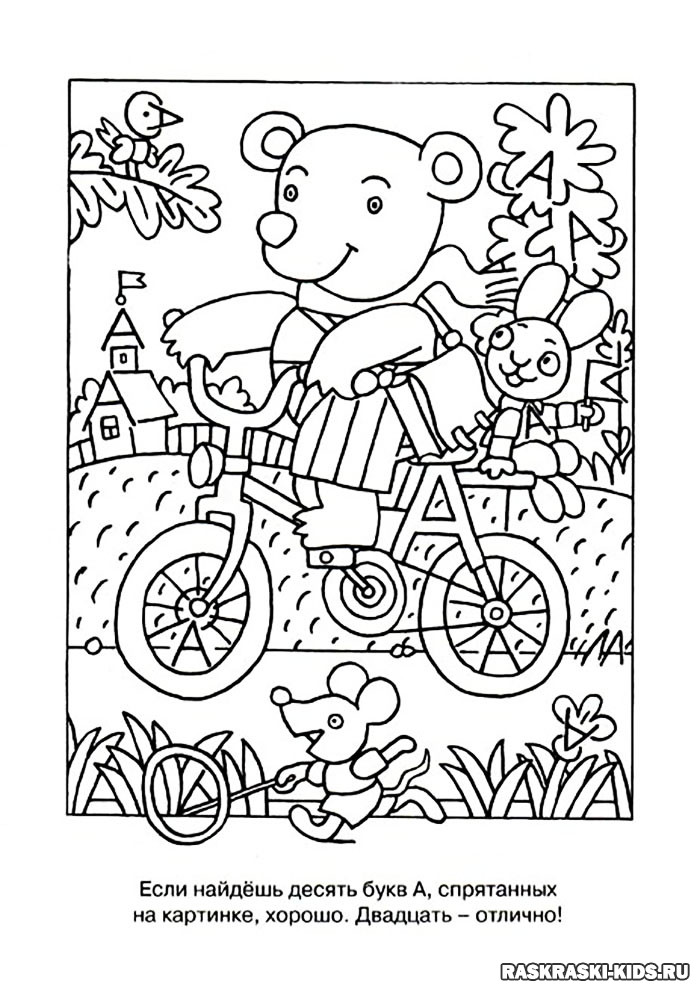 Если найдёшь десять букв А, спрятанных
на картинке, хорошо. Двадцать – отлично!
RASKRASKI-KIDS.RU